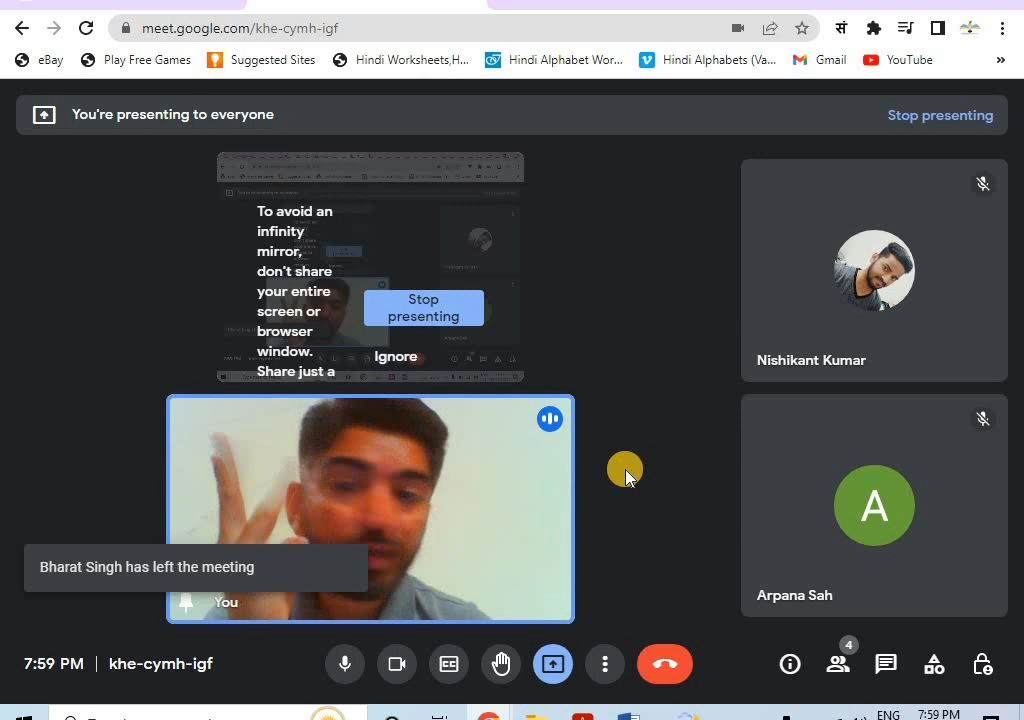 meet.google.com/khe-cymh-igf
सं
eBay
Play Free Games
Suggested Sites
Hindi Worksheets,H...
Hindi Alphabet Wor...
Hindi Alphabets (Va...
Gmail
YouTube
»
You're presenting to everyone
Stop presenting
To avoid an
infinity
mirror,
don't share
your entire
screen or
browser
window.
Share just a
Stop
presenting
Ignore
Nishikant Kumar
A
Arpana Sah
Bharat Singh has left the meeting
You
7:59 PM | khe-cymh-igf
4
ENG
7:59 PM